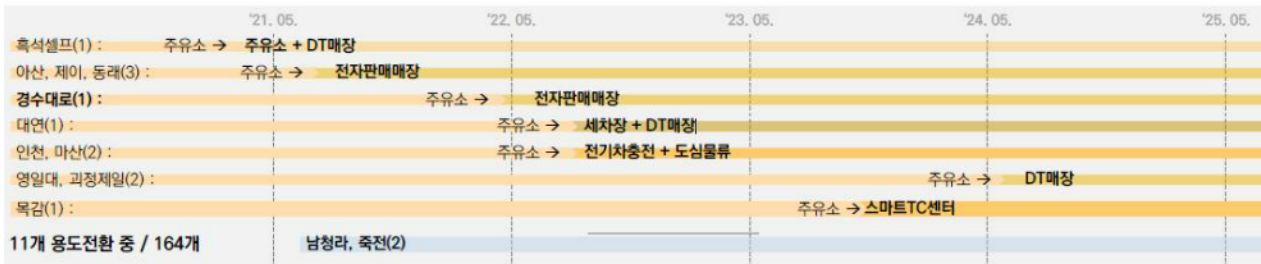 '21. 05. '22. 05. '23. 05. '24. 05. '25. 05.
흑석셀프(1) : 주유소 → 주유소 + DT매장
아산, 제이, 동래(3) : 주유소 → 전자판매매장
경수대로(1) : 주유소 → 전자판매매장
대연(1) : 주유소 → 세차장 + DT매장
인천, 마산(2) : 주유소 → 전기차충전 + 도심물류
영일대, 괴정제일(2) : 주유소 → DT매장
목감(1) : 주유소 → 스마트TC센터
11개 용도전환 중 / 164개 남청라, 죽전(2)